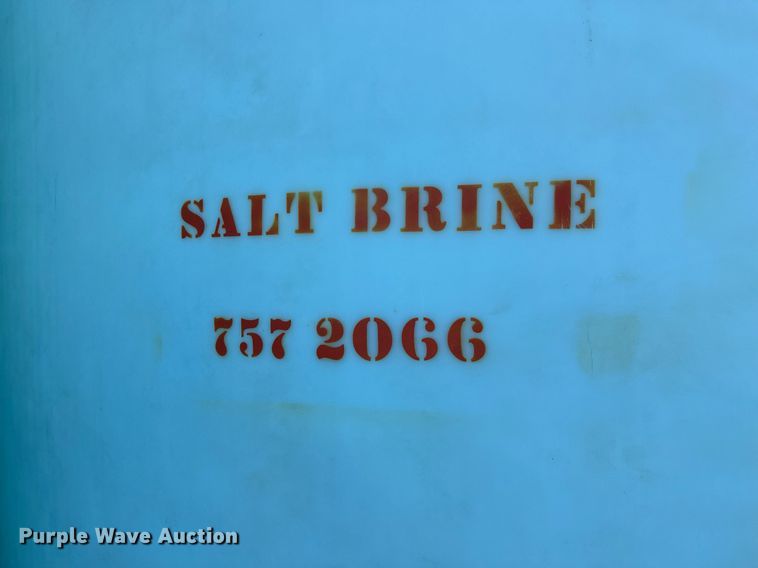 SALT BRINE
757 2066
Purple Wave Auction